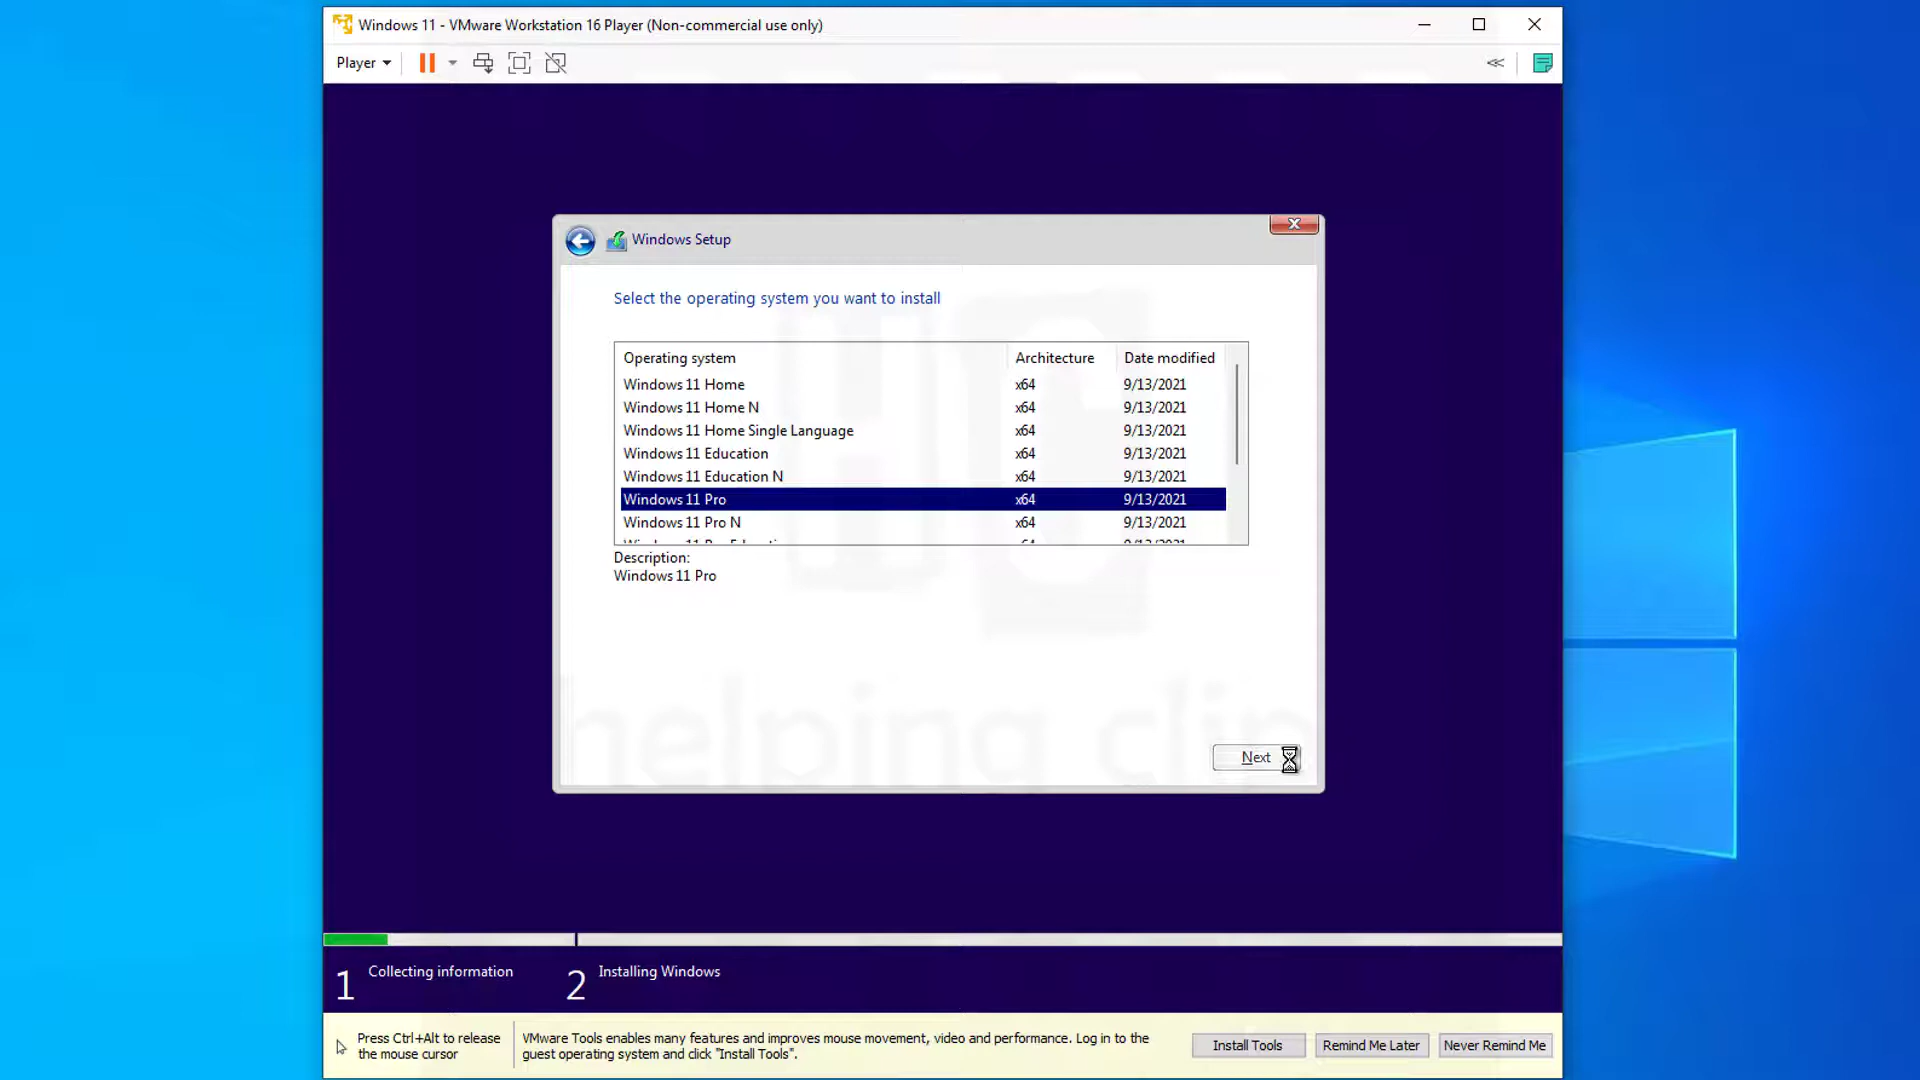 Windows 11 - VMware Workstation 16 Player (Non-commercial use only)
Player
Windows Setup
Select the operating system you want to install
Operating system Architecture Date modified
Windows 11 Home x64 9/13/2021
Windows 11 Home N x64 9/13/2021
Windows 11 Home Single Language x64 9/13/2021
Windows 11 Education x64 9/13/2021
Windows 11 Education N x64 9/13/2021
Windows 11 Pro x64 9/13/2021
Windows 11 Pro N x64 9/13/2021
Description:
Windows 11 Pro
HC
helping clip
Next
1 Collecting information 2 Installing Windows
Press Ctrl+Alt to release
the mouse cursor
VMware Tools enables many features and improves mouse movement, video and performance. Log in to the
guest operating system and click "Install Tools".
Install Tools Remind Me Later Never Remind Me